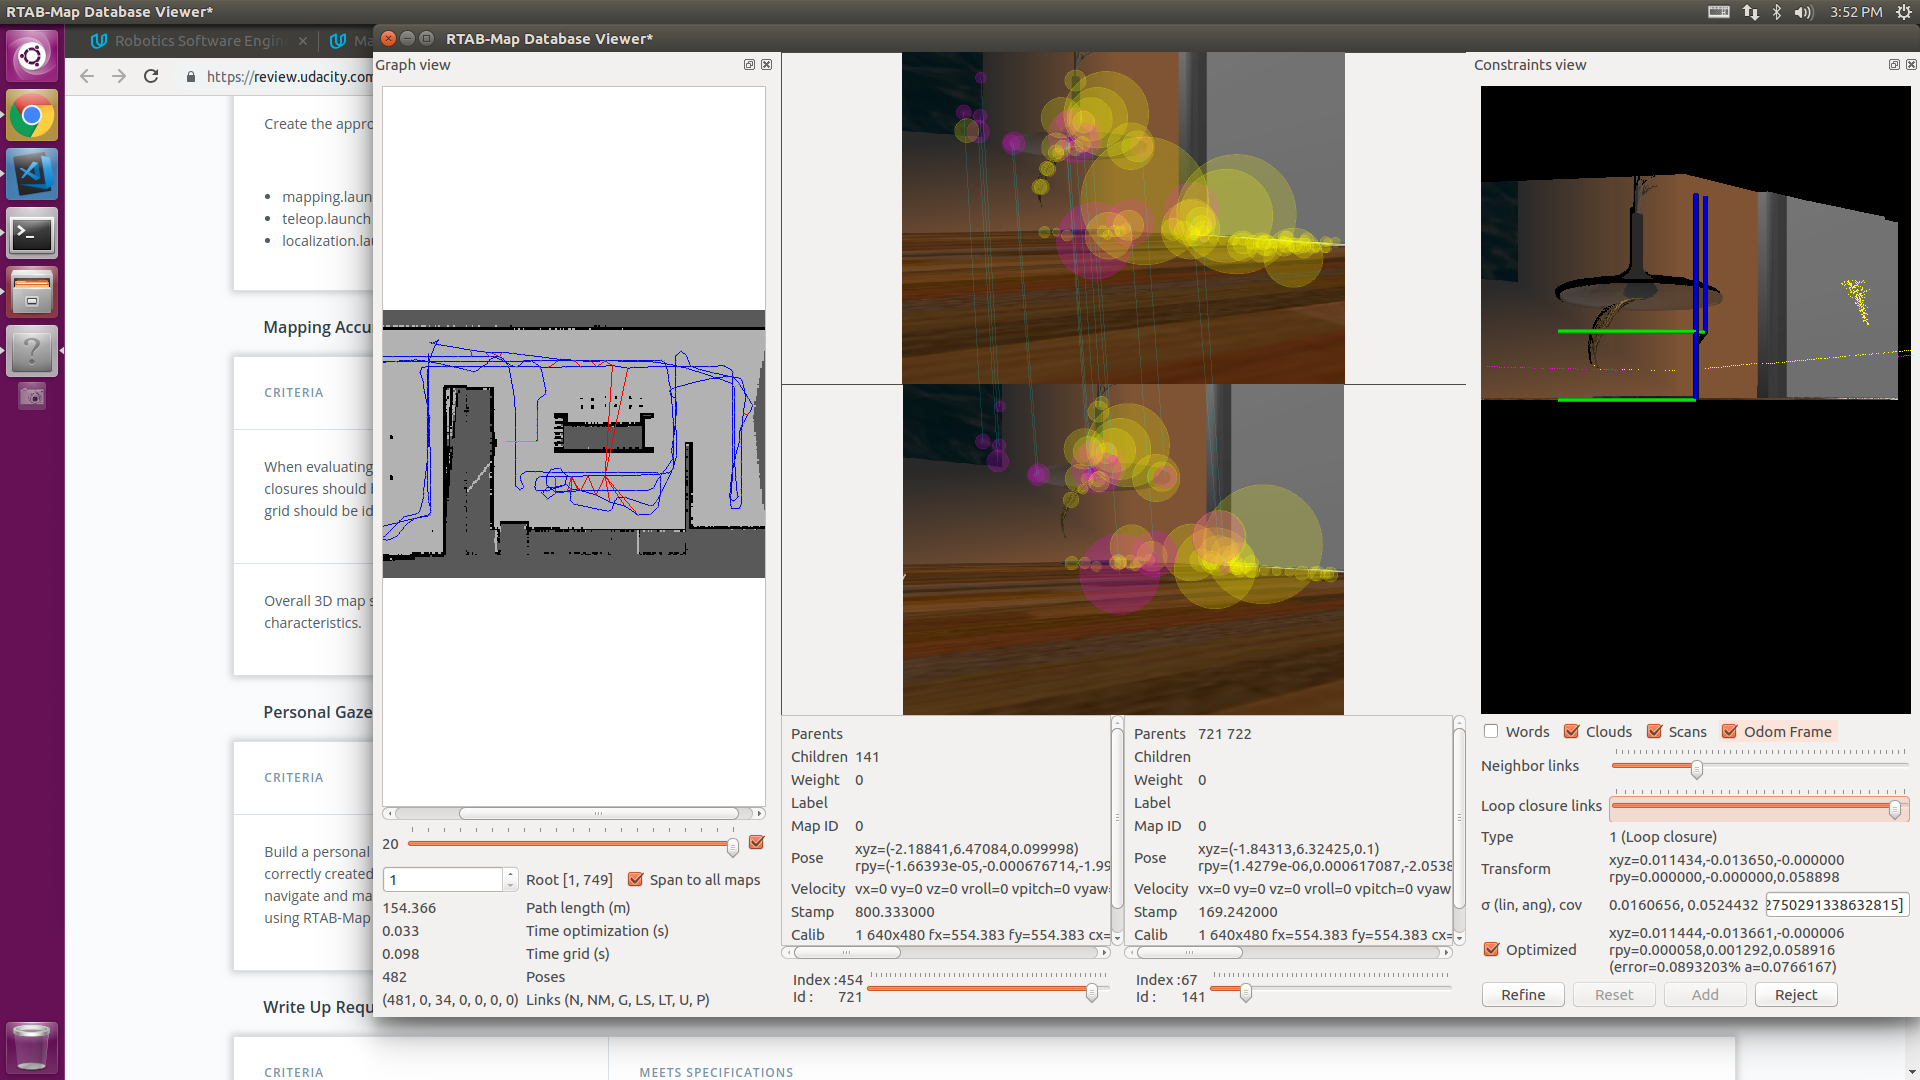 RTAB-Map Database Viewer*
3:52 PM
Robotics Software Engin
Ma
https://review.udacity.com
Create the appro
mapping.laun
teleop.launch
localization.la
Mapping Accu
CRITERIA
When evaluating
closures should b
grid should be id
Overall 3D map s
characteristics.
Personal Gaze
CRITERIA
Build a personal
correctly created
navigate and ma
using RTAB-Map
Write Up Requ
CRITERIA
MEETS SPECIFICATIONS
RTAB-Map Database Viewer*
Graph view
20
1
Root [1, 749]
Span to all maps
154.366 Path length (m)
0.033 Time optimization (s)
0.098 Time grid (s)
482 Poses
(481, 0, 34, 0, 0, 0, 0) Links (N, NM, G, LS, LT, U, P)
Parents
Children 141
Weight 0
Label
Map ID 0
Pose xyz=(-2.18841,6.47084,0.099998)
rpy=(-1.66393e-05,-0.000676714,-1.99
Velocity vx=0 vy=0 vz=0 vroll=0 vpitch=0 vyaw=
Stamp 800.333000
Calib 1 640x480 fx=554.383 fy=554.383 cx=
Index :454
Id : 721
Parents 721 722
Children
Weight 0
Label
Map ID 0
Pose xyz=(-1.84313,6.32425,0.1)
rpy=(1.4279e-06,0.000617087,-2.0538
Velocity vx=0 vy=0 vz=0 vroll=0 vpitch=0 vyaw
Stamp 169.242000
Calib 1 640x480 fx=554.383 fy=554.383 cx=
Index :67
Id : 141
Constraints view
Words Clouds Scans Odom Frame
Neighbor links
Loop closure links
Type 1 (Loop closure)
Transform xyz=0.011434,-0.013650,-0.000000
rpy=0.000000,-0.000000,0.058898
σ (lin, ang), cov 0.0160656, 0.0524432 2750291338632815]
Optimized xyz=0.011444,-0.013661,-0.000006
rpy=0.000058,0.001292,0.058916
(error=0.0893203% a=0.0766167)
Refine Reset Add Reject